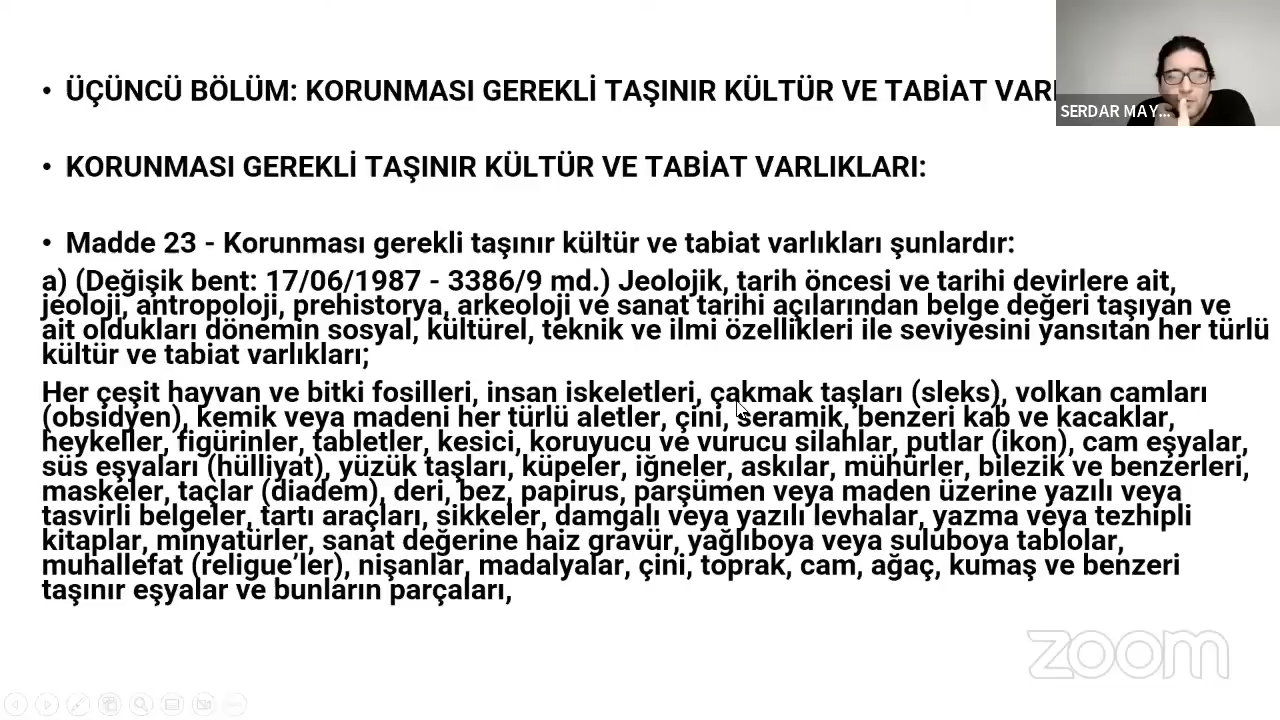 • ÜÇÜNCÜ BÖLÜM: KORUNMASI GEREKLİ TAŞINIR KÜLTÜR VE TABİAT
SERDAR MAY...
• KORUNMASI GEREKLİ TAŞINIR KÜLTÜR VE TABİAT VARLIKLARI:
• Madde 23 - Korunması gerekli taşınır kültür ve tabiat varlıkları şunlardır:
a) (Değişik bent: 17/06/1987 - 3386/9 md.) Jeolojik, tarih öncesi ve tarihi devirlere ait,
jeoloji, antropoloji, prehistorya, arkeoloji ve sanat tarihi açılarından belge değeri taşıyan ve
ait oldukları dönemin sosyal, kültürel, teknik ve ilmi özellikleri ile seviyesini yansıtan her türlü
kültür ve tabiat varlıkları;
Her çeşit hayvan ve bitki fosilleri, insan iskeletleri, çakmak taşları (sleks), volkan camları
(obsidyen), kemik veya madeni her türlü aletler, çini, seramik, benzeri kab ve kacaklar,
heykeller, figürinler, tabletler, kesici, koruyucu ve vurucu silahlar, putlar (ikon), cam eşyalar,
süs eşyaları (hülliyat), yüzük taşları, küpeler, iğneler, askılar, mühürler, bilezik ve benzerleri,
maskeler, taçlar (diadem), deri, bez, papirus, parşümen veya maden üzerine yazılı veya
tasvirli belgeler, tartı araçları, sikkeler, damgalı veya yazılı levhalar, yazma veya tezhipli
kitaplar, minyatürler, sanat değerine haiz gravür, yağlıboya veya suluboya tablolar,
muhallefat (religue'ler), nişanlar, madalyalar, çini, toprak, cam, ağaç, kumaş ve benzeri
taşınır eşyalar ve bunların parçaları,
zoom